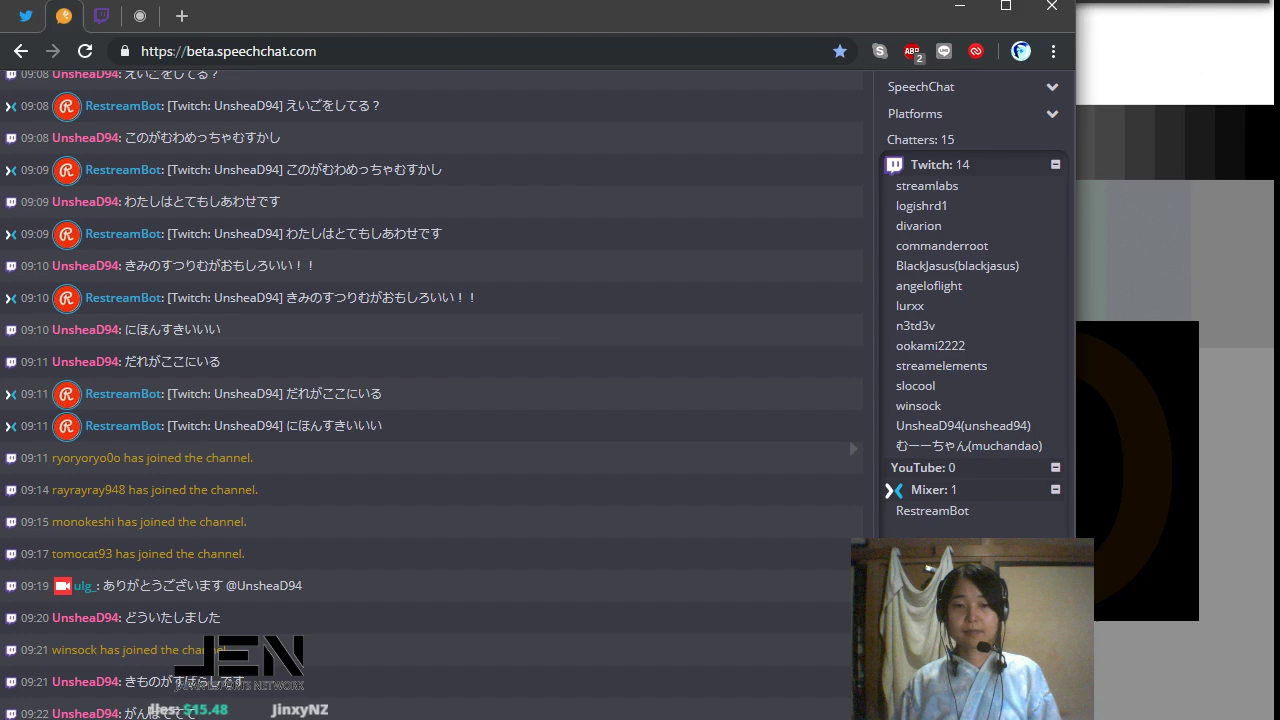 https://beta.speechchat.com
2
09:08 UnsheaD94: えいごをしてる？
09:08 RestreamBot: [Twitch: UnsheaD94] えいごをしてる？
09:08 UnsheaD94: このがむわめっちゃむすかし
09:09 RestreamBot: [Twitch: UnsheaD94] このがむわめっちゃむすかし
09:09 UnsheaD94: わたしはとてもしあわせです
09:09 RestreamBot: [Twitch: UnsheaD94] わたしはとてもしあわせです
09:10 UnsheaD94: きみのすつりむがおもしろいい！！
09:10 RestreamBot: [Twitch: UnsheaD94] きみのすつりむがおもしろいい！！
09:10 UnsheaD94: にほんすきいいい
09:11 UnsheaD94: だれがここにいる
09:11 RestreamBot: [Twitch: UnsheaD94] だれがここにいる
09:11 RestreamBot: [Twitch: UnsheaD94] にほんすきいいい
09:11 ryoryoryo0o has joined the channel.
09:14 rayrayray948 has joined the channel.
09:15 monokeshi has joined the channel.
09:17 tomocat93 has joined the channel.
09:19 ulg_: ありがとうございます @UnsheaD94
09:20 UnsheaD94: どういたしました
09:21 winsock has joined the channel.
09:21 UnsheaD94: きものがすばらしです
09:22 UnsheaD94: がんばててて
JEN
$15.48 JinxyNZ
SpeechChat
Platforms
Chatters: 15
Twitch: 14
streamlabs
logishrd1
divarion
commanderroot
BlackJasus(blackjasus)
angeloflight
lurxx
n3td3v
ookami2222
streamelements
slocool
winsock
UnsheaD94(unshead94)
むーーちゃん(muchandao)
YouTube: 0
Mixer: 1
RestreamBot